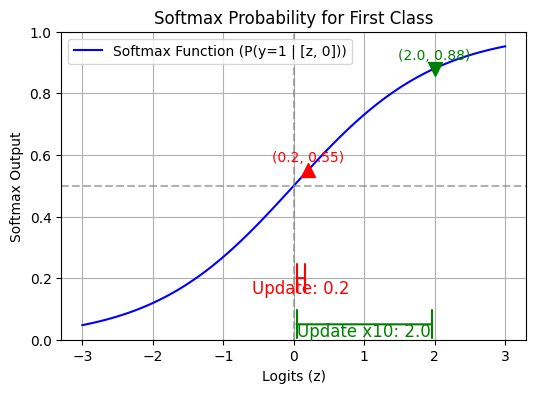 Softmax Probability for First Class
Softmax Function (P(y=1 | [z, 0]))
(2.0, 0.88)
(0.2, 0.55)
Update: 0.2
Update x10: 2.0
Softmax Output
1.0
0.8
0.6
0.4
0.2
0.0
−3
−2
−1
0
1
2
3
Logits (z)